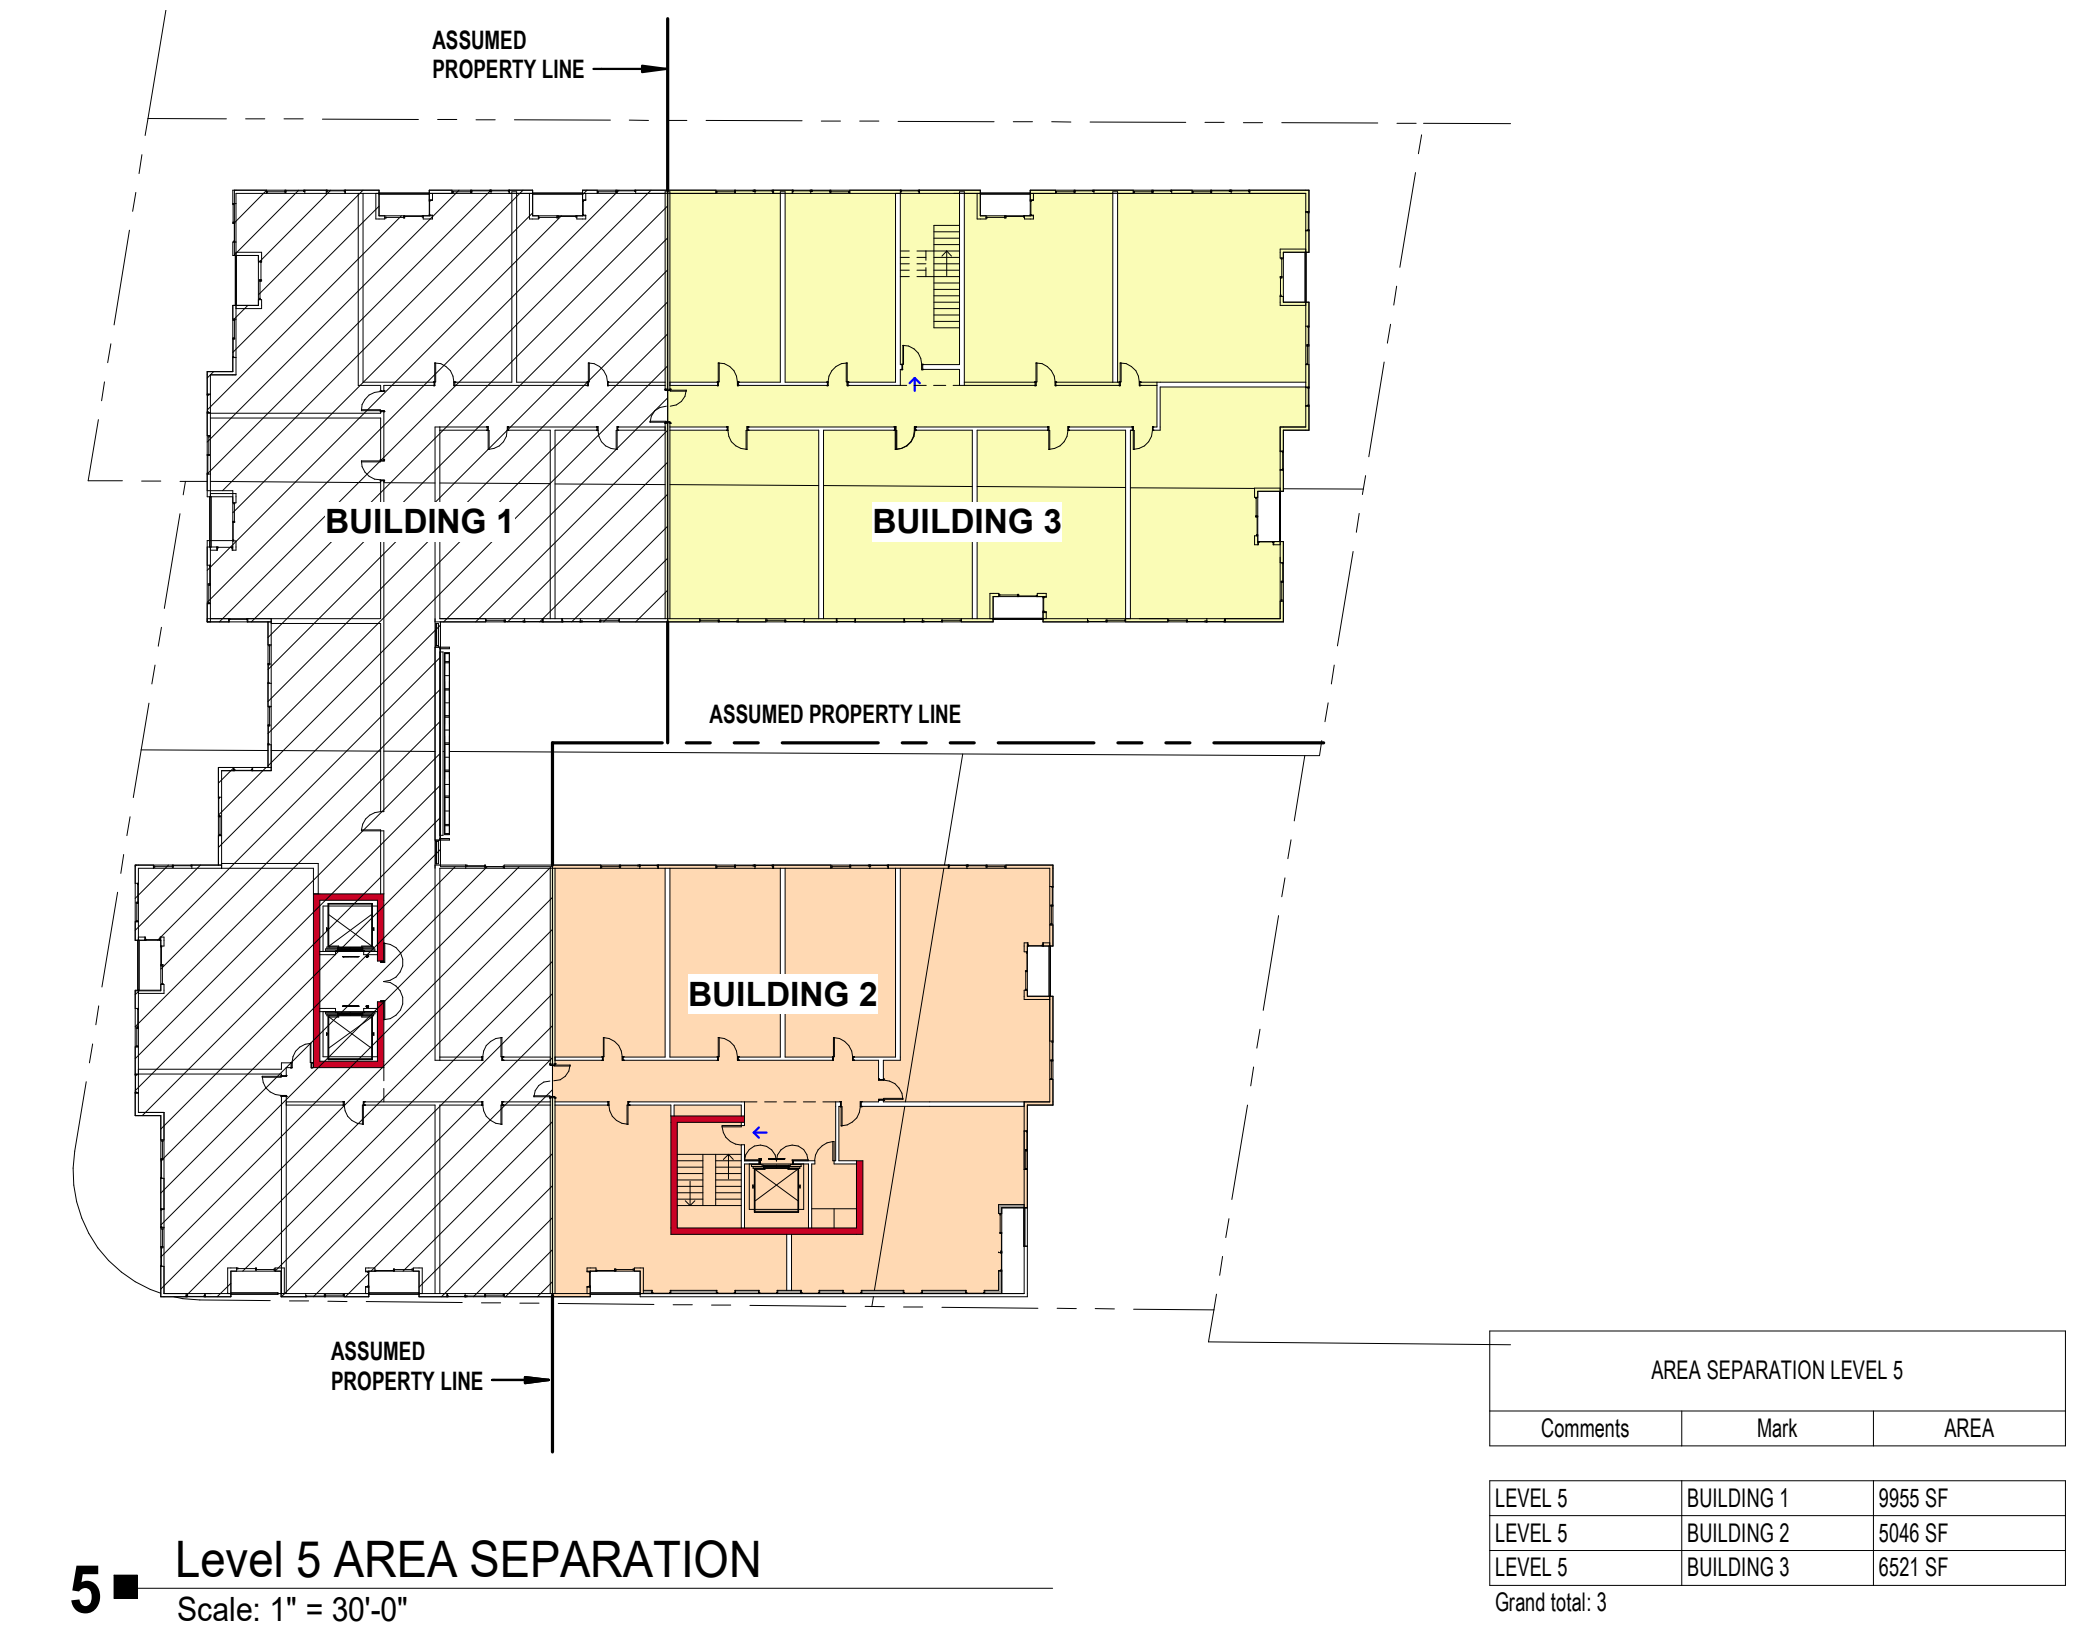 ASSUMED
PROPERTY LINE
BUILDING 1
BUILDING 3
ASSUMED PROPERTY LINE
BUILDING 2
ASSUMED
PROPERTY LINE
AREA SEPARATION LEVEL 5
Comments Mark AREA
LEVEL 5 BUILDING 1 9955 SF
LEVEL 5 BUILDING 2 5046 SF
LEVEL 5 BUILDING 3 6521 SF
Grand total: 3
5 Level 5 AREA SEPARATION
Scale: 1" = 30'-0"